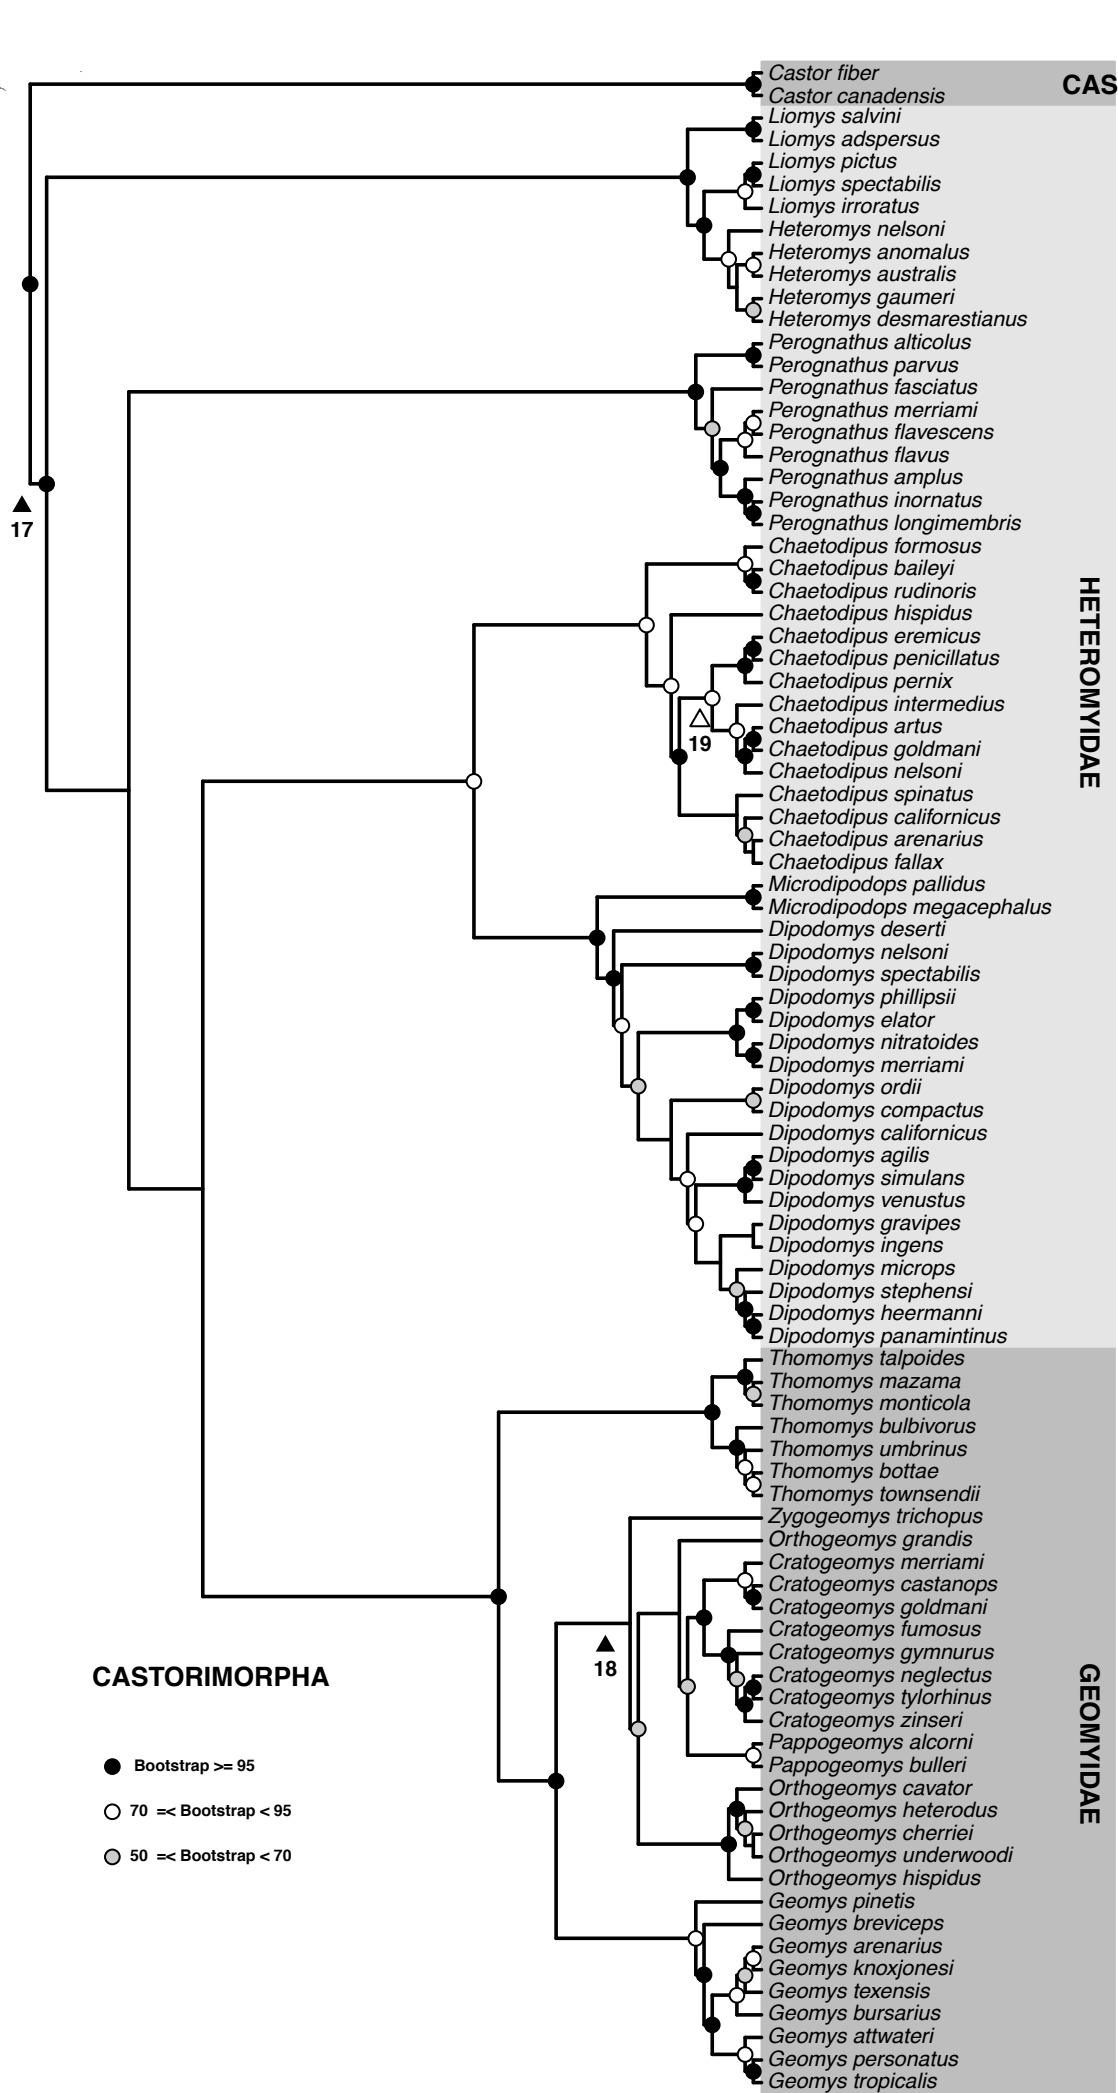 Castor fiber
CAS
Castor canadensis
Liomys salvini
Liomys adspersus
Liomys pictus
Liomys spectabilis
Liomys irroratus
Heteromys nelsoni
Heteromys anomalus
Heteromys australis
Heteromys gaumeri
Heteromys desmarestianus
Perognathus alticolus
Perognathus parvus
Perognathus fasciatus
Perognathus merriami
Perognathus flavescens
Perognathus flavus
Perognathus amplus
Perognathus inornatus
Perognathus longimembris
17
Chaetodipus formosus
Chaetodipus baileyi
Chaetodipus rudinoris
Chaetodipus hispidus
Chaetodipus eremicus
Chaetodipus penicillatus
Chaetodipus pernix
HETEROMYIDAE
Chaetodipus intermedius
Chaetodipus artus
19
Chaetodipus goldmani
Chaetodipus nelsoni
Chaetodipus spinatus
Chaetodipus californicus
Chaetodipus arenarius
Chaetodipus fallax
Microdipodops pallidus
Microdipodops megacephalus
Dipodomys deserti
Dipodomys nelsoni
Dipodomys spectabilis
Dipodomys phillipsii
Dipodomys elator
Dipodomys nitratoides
Dipodomys merriami
Dipodomys ordii
Dipodomys compactus
Dipodomys californicus
Dipodomys agilis
Dipodomys simulans
Dipodomys venustus
Dipodomys gravipes
Dipodomys ingens
Dipodomys microps
Dipodomys stephensi
Dipodomys heermanni
Dipodomys panamintinus
Thomomys talpoides
Thomomys mazama
Thomomys monticola
Thomomys bulbivorus
Thomomys umbrinus
Thomomys bottae
Thomomys townsendii
Zygogeomys trichopus
Orthogeomys grandis
Cratogeomys merriami
Cratogeomys castanops
Cratogeomys goldmani
Cratogeomys fumosus
Cratogeomys gymnurus
18
Cratogeomys neglectus
Cratogeomys tylorhinus
Cratogeomys zinseri
GEOMYIDAE
Pappogeomys alcorni
Pappogeomys bulleri
Orthogeomys cavator
Orthogeomys heterodus
Orthogeomys cherriei
Orthogeomys underwoodi
Orthogeomys hispidus
Geomys pinetis
Geomys breviceps
Geomys arenarius
Geomys knoxjonesi
Geomys texensis
Geomys bursarius
Geomys attwateri
Geomys personatus
Geomys tropicalis
CASTORIMORPHA
Bootstrap >= 95
70 =< Bootstrap < 95
50 =< Bootstrap < 70